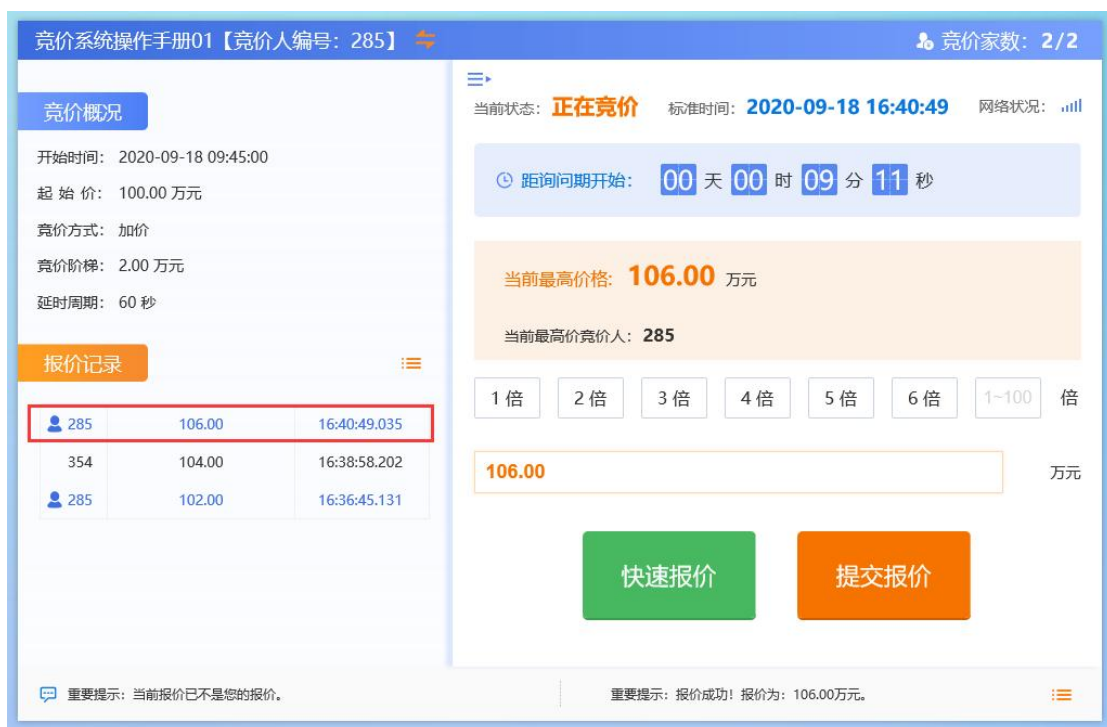 竞价系统操作手册01【竞价人编号：285】
竞价家数：2/2
竞价概况
开始时间： 2020-09-18 09:45:00
起 始 价： 100.00 万元
竞价方式： 加价
竞价阶梯： 2.00 万元
延时周期： 60 秒
报价记录
285 106.00 16:40:49.035
354 104.00 16:38:58.202
285 102.00 16:36:45.131
当前状态：正在竞价 标准时间：2020-09-18 16:40:49 网络状况：
距询问期开始： 00 天 00 时 09 分 11 秒
当前最高价格: 106.00 万元
当前最高价竞价人：285
1 倍 2 倍 3 倍 4 倍 5 倍 6 倍 1~100 倍
106.00 万元
快速报价 提交报价
重要提示：当前报价已不是您的报价。
重要提示：报价成功！报价为：106.00万元。